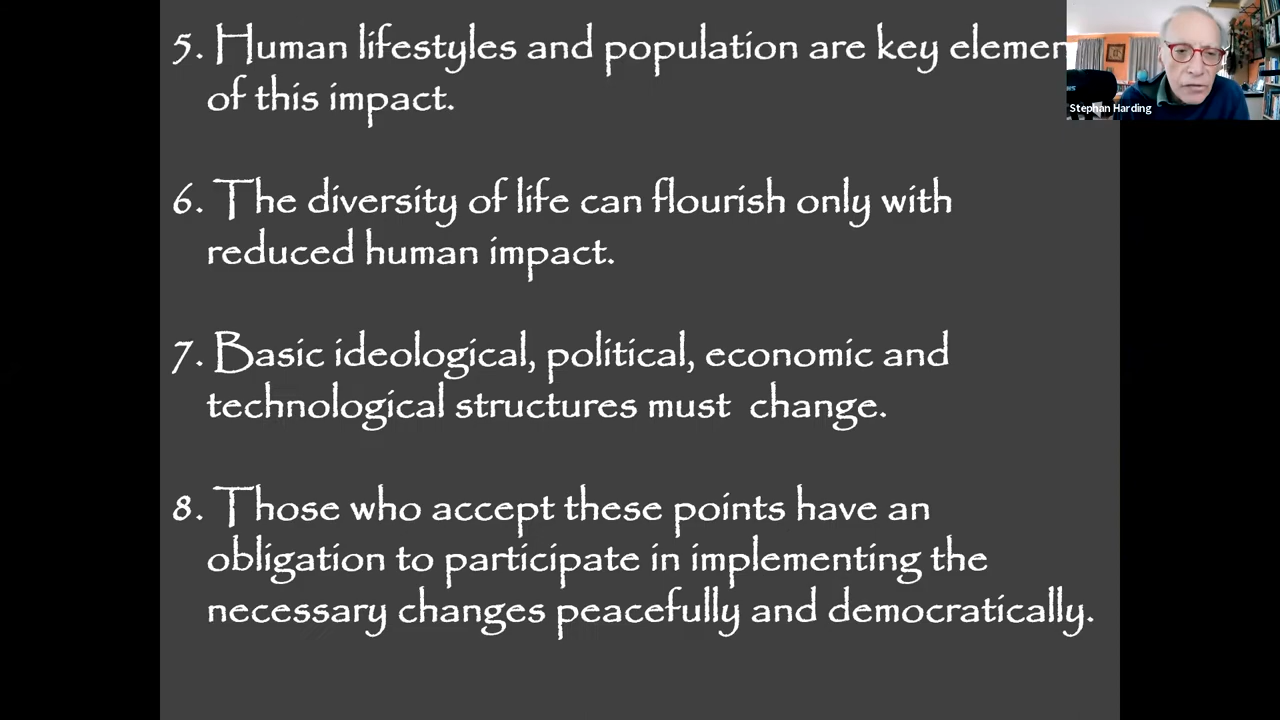 5. Human lifestyles and population are key elemen
of this impact.
6. The diversity of life can flourish only with
reduced human impact.
7. Basic ideological, political, economic and
technological structures must change.
8. Those who accept these points have an
obligation to participate in implementing the
necessary changes peacefully and democratically.
Stephan Harding